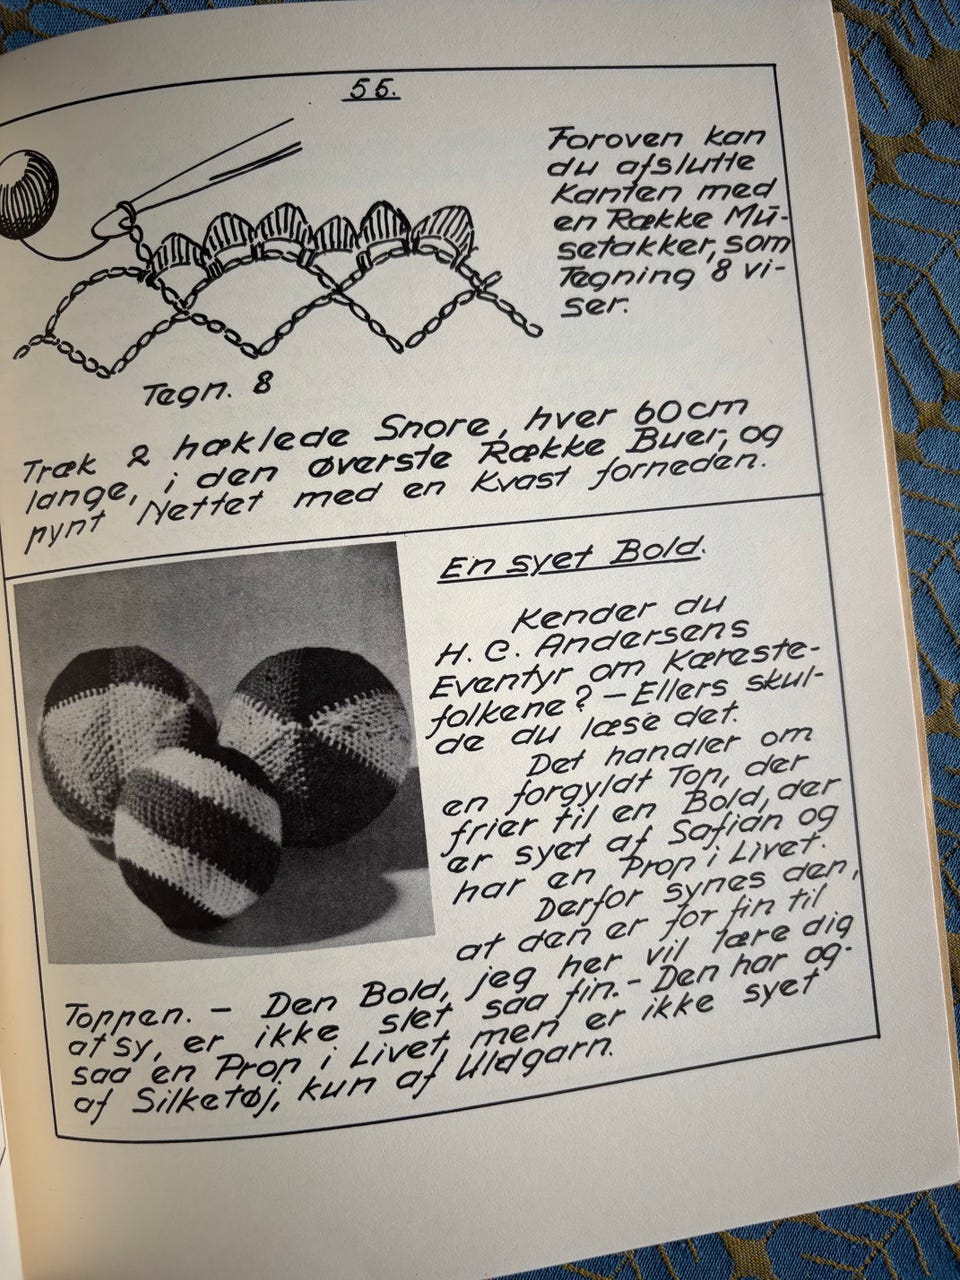 55.
Foroven kan
du afslutte
Kanten med
en Række Mu-
setakker, som
Tegning 8 vi-
ser.
Tegn. 8
Træk 2 hæklede Snore, hver 60 cm
lange, i den øverste Række Buer, og
pynt Nettet med en Kvast forneden.
En syet Bold.
Kender du
H. C. Andersens
Eventyr om Kæreste-
folkene? – Ellers skul-
de du læse det.
Det handler om
en forgyldt Top, der
frier til en Bold, der
er syet af Safian og
har en Prop i Livet.
Derfor synes den,
at den er for fin til
Toppen. – Den Bold, jeg her vil lære dig
at sy, er ikke slet saa fin. – Den har og-
saa en Prop i Livet, men er ikke syet
af Silketøj, kun af Uldgarn.